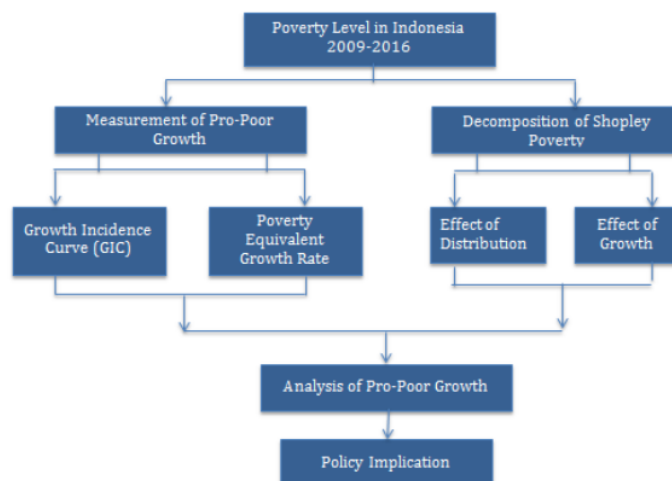 Poverty Level in Indonesia
2009-2016
Measurement of Pro-Poor
Growth
Decomposition of Shopley
Poverty
Growth Incidence
Curve (GIC)
Poverty
Equivalent
Growth Rate
Effect of
Distribution
Effect of
Growth
Analysis of Pro-Poor Growth
Policy Implication